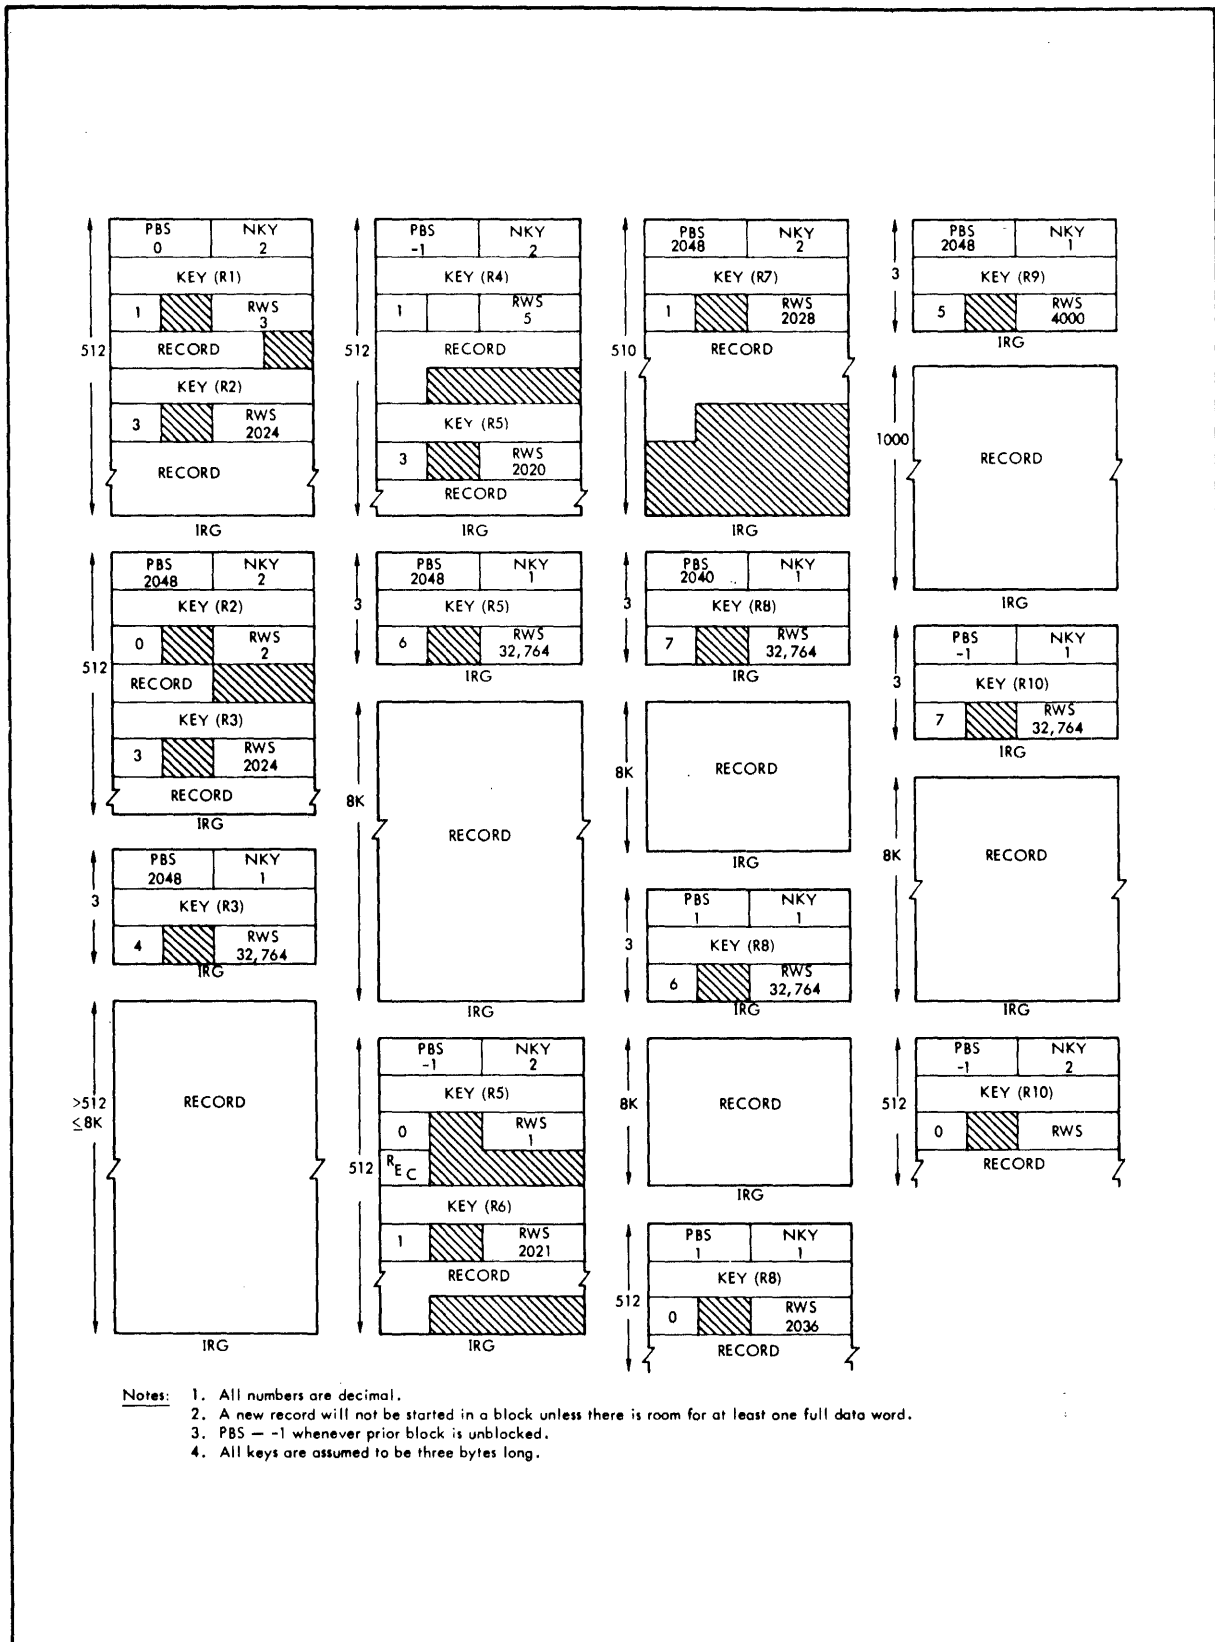 PBS
0
NKY
2
KEY (R1)
1
RWS
3
RECORD
KEY (R2)
3
RWS
2024
RECORD
512
IRG
PBS
2048
NKY
2
KEY (R2)
0
RWS
2
RECORD
KEY (R3)
3
RWS
2024
RECORD
512
IRG
PBS
2048
NKY
1
KEY (R3)
4
RWS
32,764
3
IRG
RECORD
>512
≤8K
IRG
PBS
-1
NKY
2
KEY (R4)
1
RWS
5
RECORD
KEY (R5)
3
RWS
2020
RECORD
512
IRG
PBS
2048
NKY
1
KEY (R5)
6
RWS
32,764
3
IRG
RECORD
8K
IRG
PBS
-1
NKY
2
KEY (R5)
0
RWS
1
REC
KEY (R6)
1
RWS
2021
RECORD
512
IRG
PBS
2048
NKY
2
KEY (R7)
1
RWS
2028
RECORD
510
IRG
PBS
2040
NKY
1
KEY (R8)
7
RWS
32,764
3
IRG
RECORD
8K
IRG
PBS
1
NKY
1
KEY (R8)
6
RWS
32,764
3
IRG
RECORD
8K
IRG
PBS
1
NKY
1
KEY (R8)
0
RWS
2036
RECORD
512
PBS
2048
NKY
1
KEY (R9)
5
RWS
4000
3
IRG
RECORD
1000
IRG
PBS
-1
NKY
1
KEY (R10)
7
RWS
32,764
3
IRG
RECORD
8K
IRG
PBS
-1
NKY
2
KEY (R10)
0
RWS
RECORD
512
Notes: 1. All numbers are decimal.
2. A new record will not be started in a block unless there is room for at least one full data word.
3. PBS — -1 whenever prior block is unblocked.
4. All keys are assumed to be three bytes long.